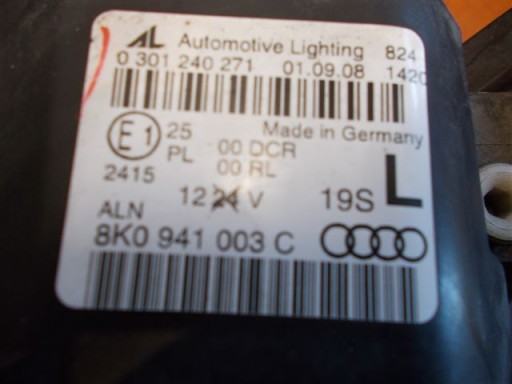 AL Automotive Lighting 824
0 301 240 271 01.09.08 1420
E1 25 Made in Germany
PL 00 DCR
00 RL
2415 L
12 24 V 19S
ALN
8K0 941 003 C